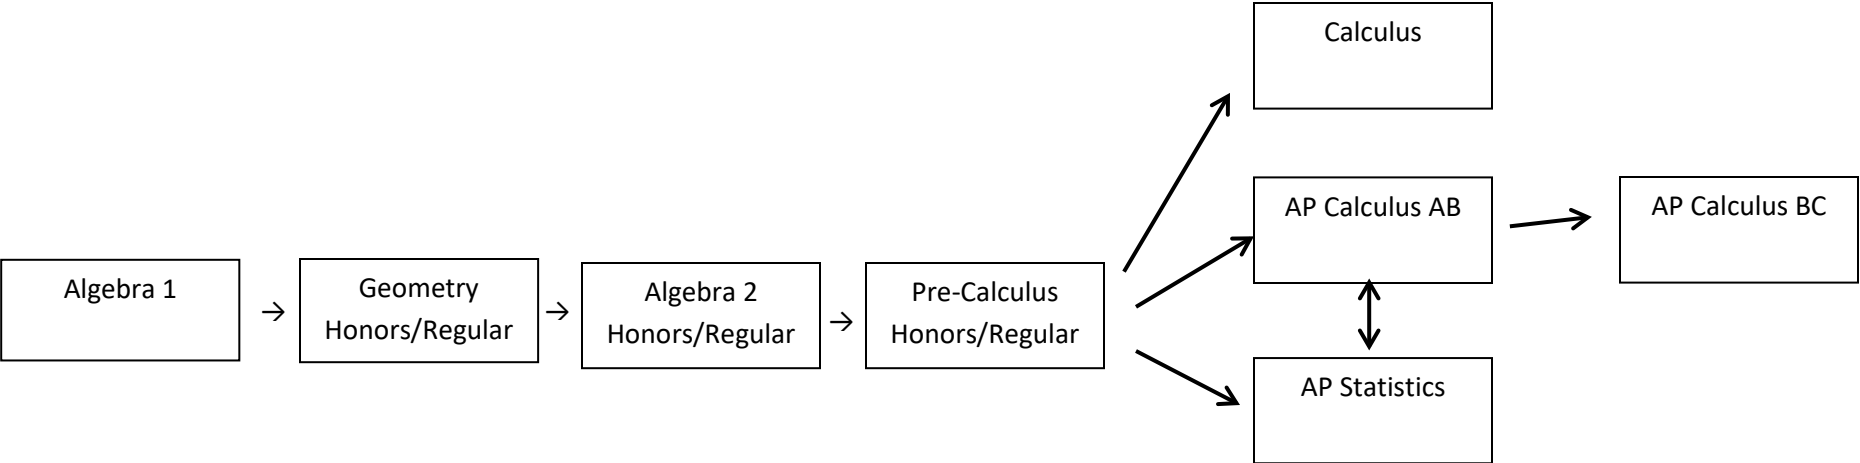 Calculus
AP Calculus AB
AP Calculus BC
Algebra 1
→
Geometry
Honors/Regular
→
Algebra 2
Honors/Regular
→
Pre-Calculus
Honors/Regular
AP Statistics